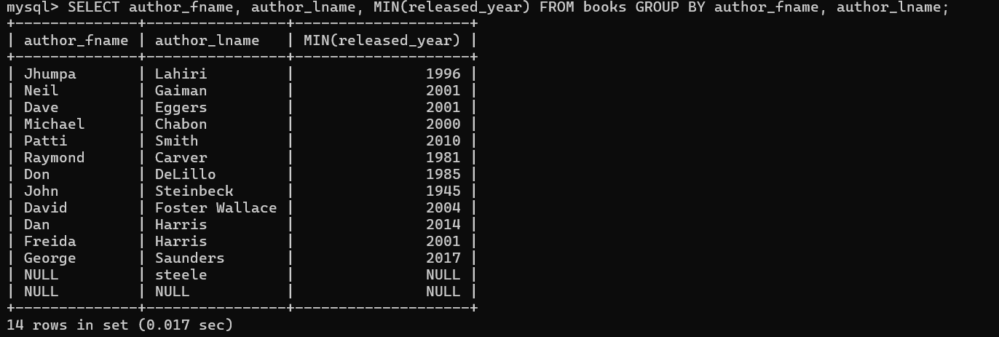 mysql> SELECT author_fname, author_lname, MIN(released_year) FROM books GROUP BY author_fname, author_lname;
+--------------+----------------+--------------------+
| author_fname | author_lname   | MIN(released_year) |
+--------------+----------------+--------------------+
| Jhumpa       | Lahiri         |               1996 |
| Neil         | Gaiman         |               2001 |
| Dave         | Eggers         |               2001 |
| Michael      | Chabon         |               2000 |
| Patti        | Smith          |               2010 |
| Raymond      | Carver         |               1981 |
| Don          | DeLillo        |               1985 |
| John         | Steinbeck      |               1945 |
| David        | Foster Wallace |               2004 |
| Dan          | Harris         |               2014 |
| Freida       | Harris         |               2001 |
| George       | Saunders       |               2017 |
| NULL         | steele         |               NULL |
| NULL         | NULL           |               NULL |
+--------------+----------------+--------------------+
14 rows in set (0.017 sec)